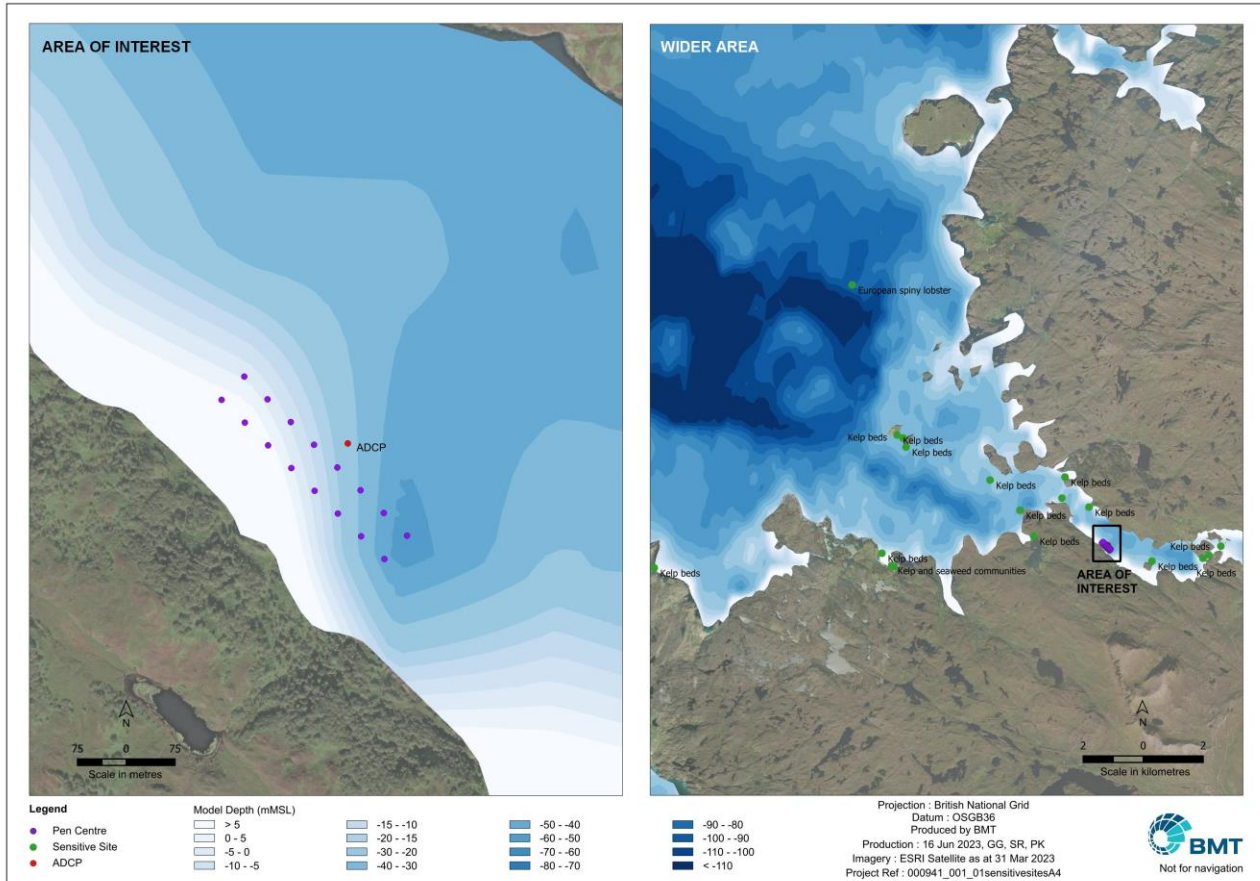 AREA OF INTEREST
ADCP
N
75 0 75
Scale in metres
WIDER AREA
European spiny lobster
Kelp beds
Kelp beds
Kelp beds
Kelp beds
Kelp beds
Kelp beds
Kelp beds
Kelp beds
Kelp beds
Kelp beds
Kelp and seaweed communities
Kelp beds
Kelp beds
Kelp beds
AREA OF
INTEREST
N
2 0 2
Scale in kilometres
Legend
Pen Centre
Sensitive Site
ADCP
Model Depth (mMSL)
> 5
0 - 5
-5 - 0
-10 - -5
-15 - -10
-20 - -15
-30 - -20
-40 - -30
-50 - -40
-60 - -50
-70 - -60
-80 - -70
-90 - -80
-100 - -90
-110 - -100
< -110
Projection : British National Grid
Datum : OSGB36
Produced by BMT
Production : 16 Jun 2023, GG, SR, PK
Imagery : ESRI Satellite as at 31 Mar 2023
Project Ref : 000941_001_01sensitivesitesA4
BMT
Not for navigation